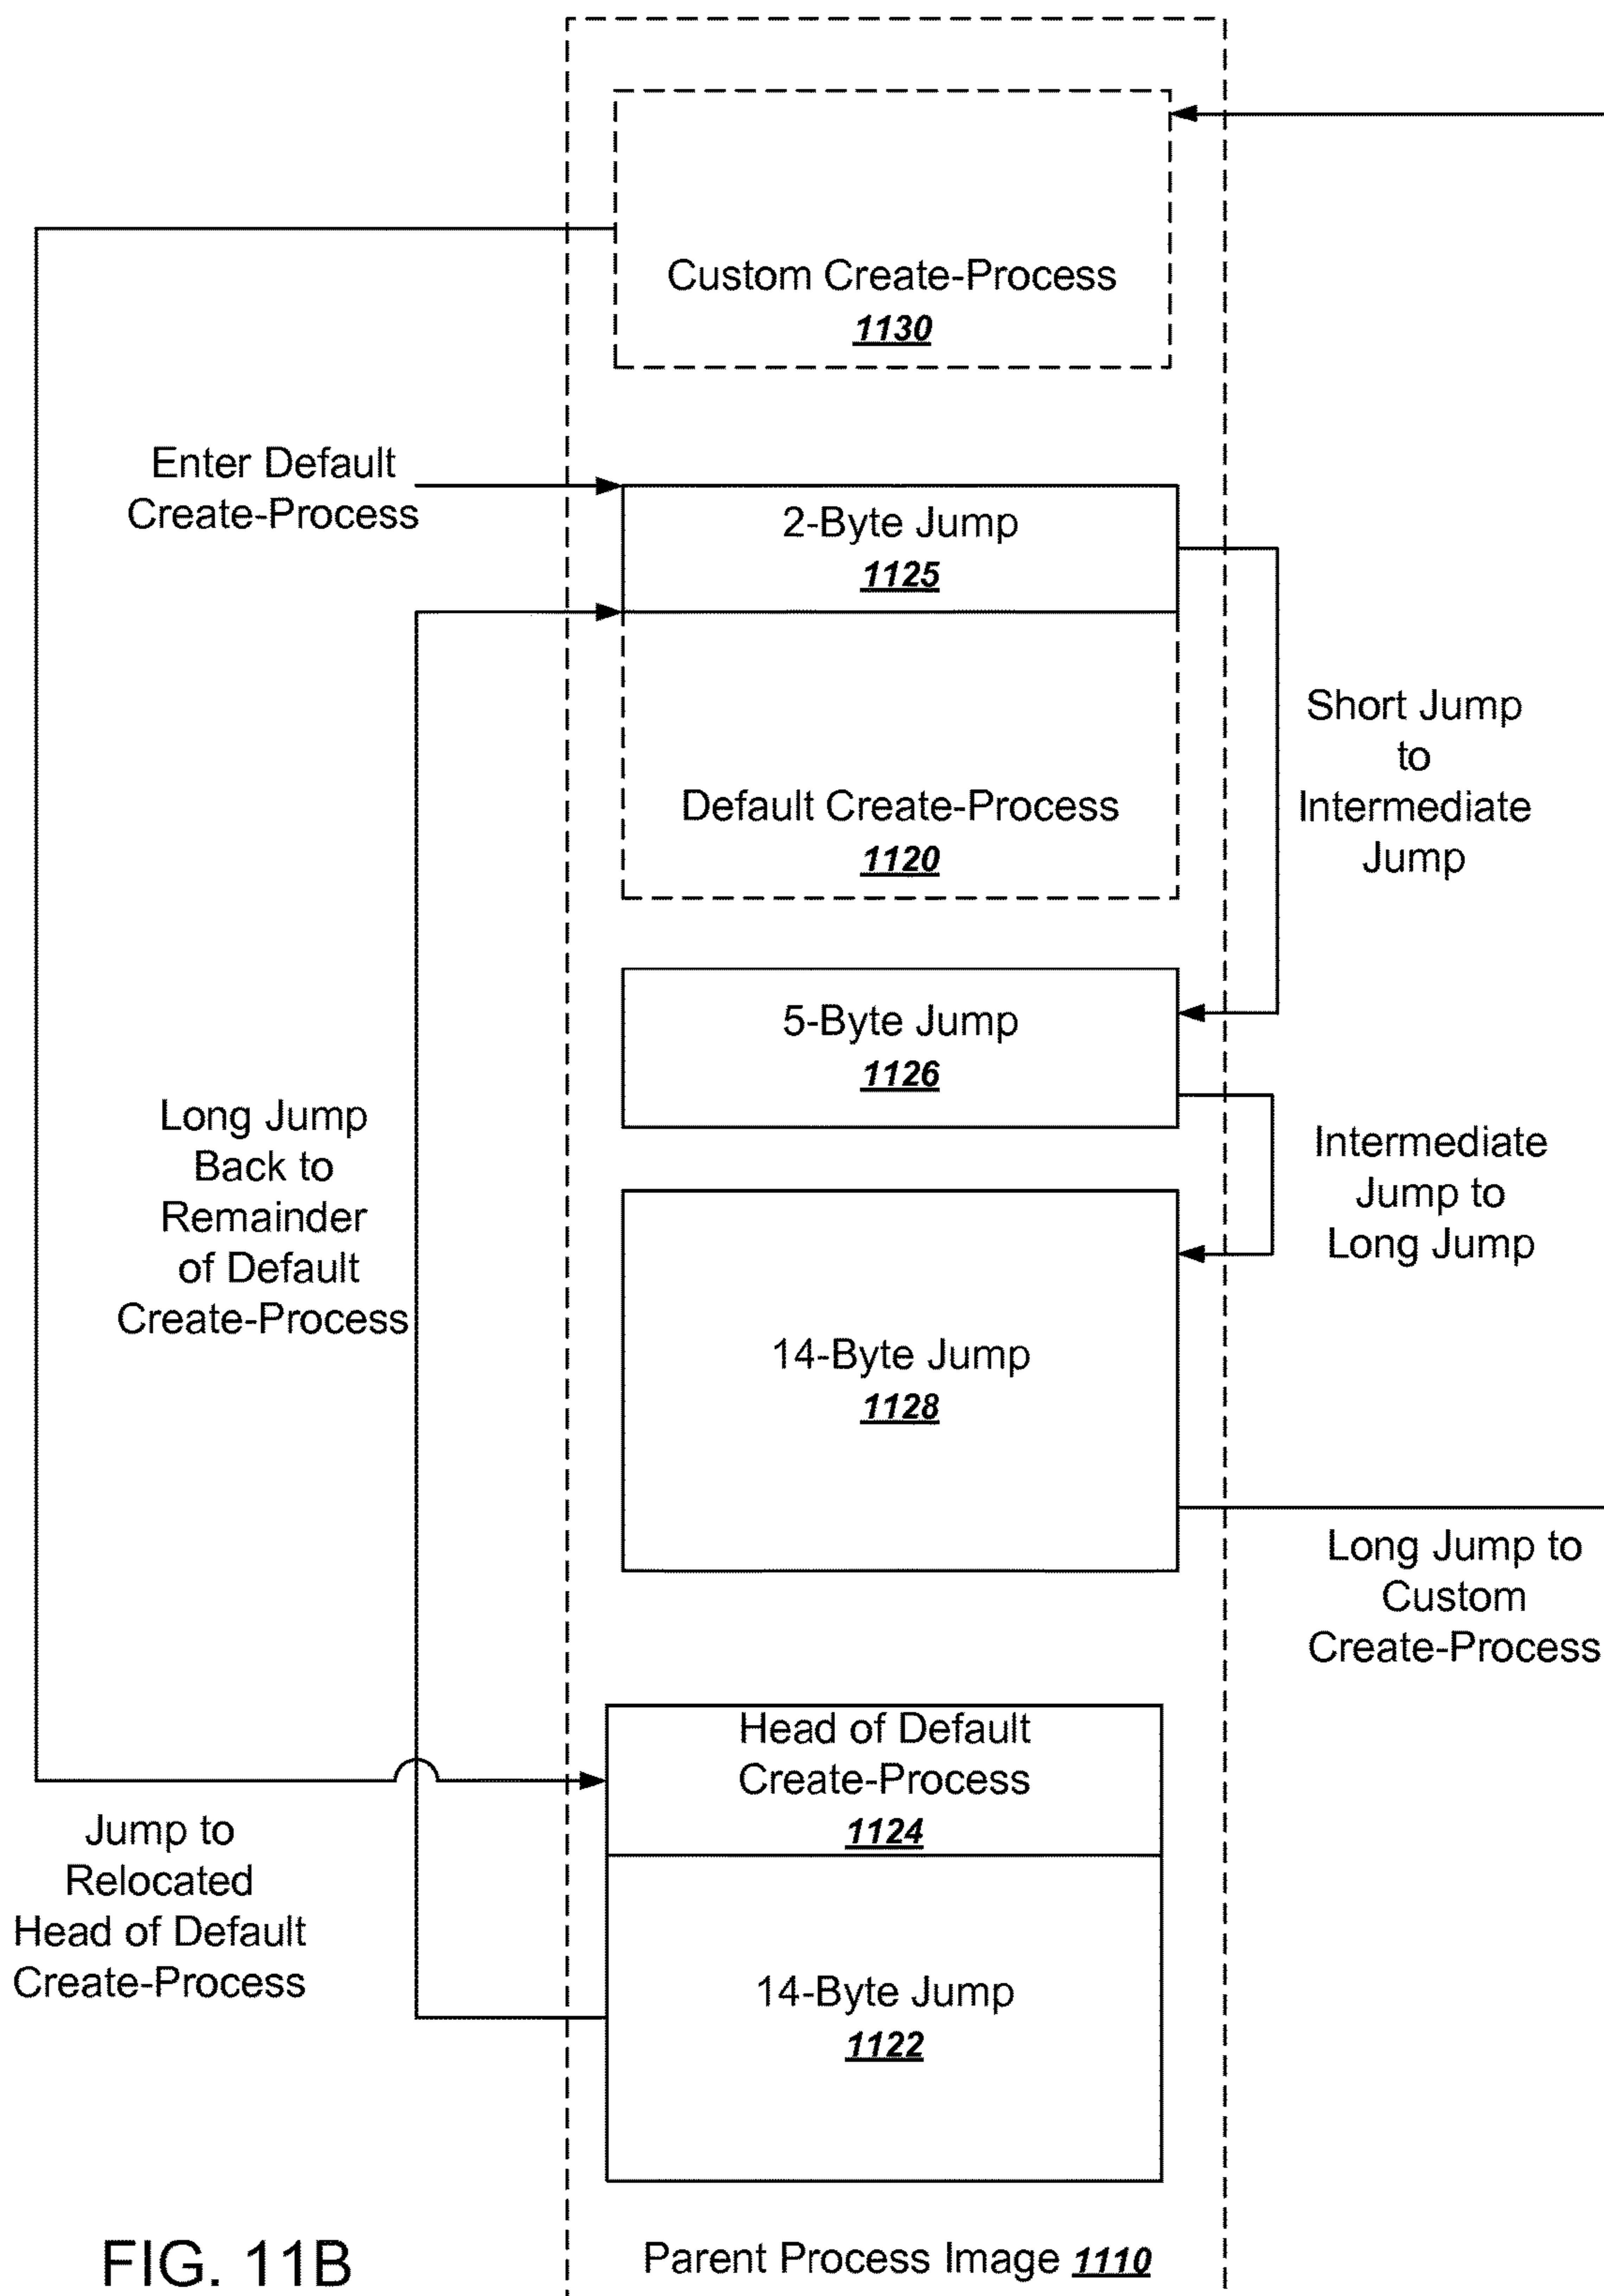 Custom Create-Process
1130
Enter Default
Create-Process
2-Byte Jump
1125
Short Jump
to
Intermediate
Jump
Default Create-Process
1120
5-Byte Jump
1126
Long Jump
Back to
Remainder
of Default
Create-Process
Intermediate
Jump to
Long Jump
14-Byte Jump
1128
Long Jump to
Custom
Create-Process
Head of Default
Create-Process
1124
Jump to
Relocated
Head of Default
Create-Process
14-Byte Jump
1122
FIG. 11B
Parent Process Image 1110